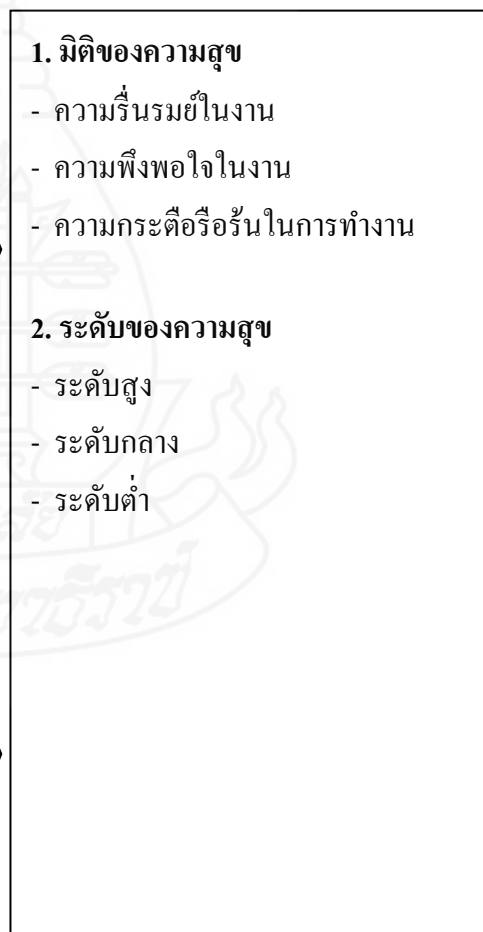 1. มิติของความสุข
- ความรื่นรมย์ในงาน
- ความพึงพอใจในงาน
- ความกระตือรือร้นในการทำงาน
2. ระดับของความสุข
- ระดับสูง
- ระดับกลาง
- ระดับต่ำ